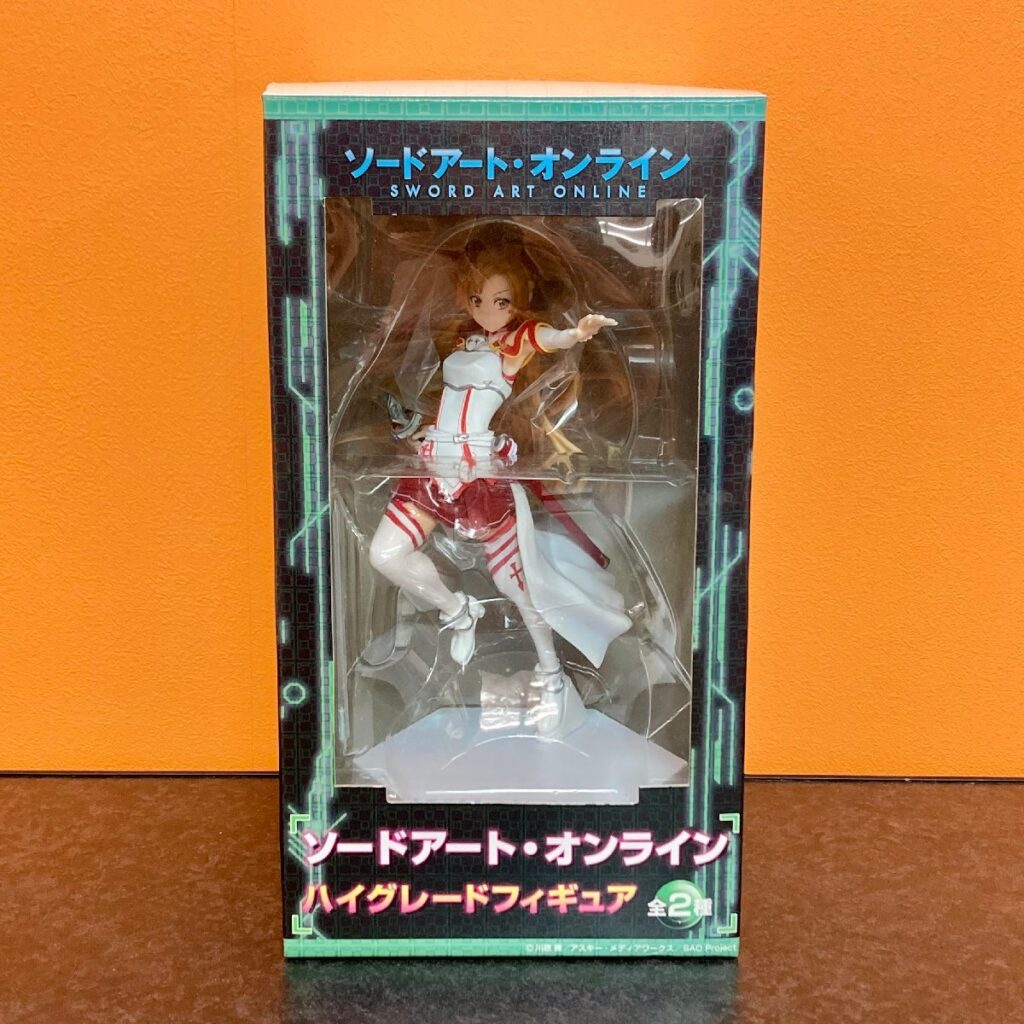 ソードアート・オンライン
SWORD ART ONLINE
ソードアート・オンライン
ハイグレードフィギュア 全2種
©川原 礫／アスキー・メディアワークス／SAO Project